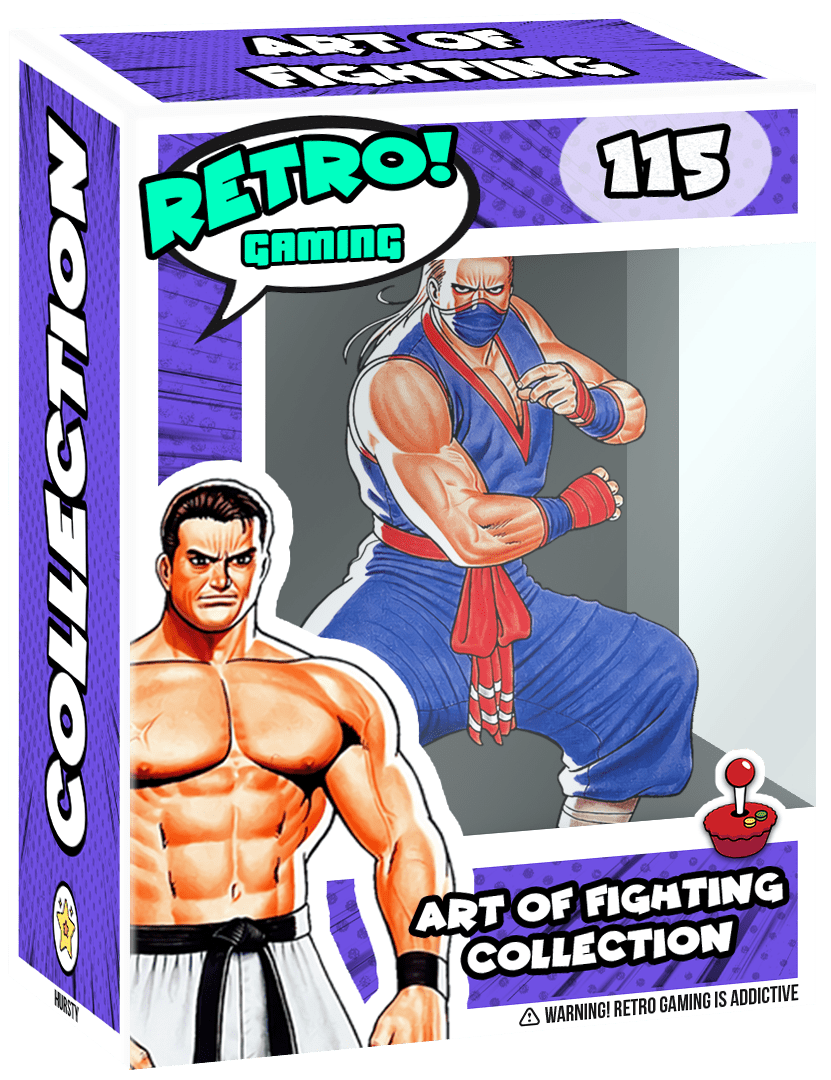 ART OF
FIGHTING
COLLECTION
RETRO!
GAMING
115
ART OF FIGHTING
COLLECTION
HURSTY
WARNING! RETRO GAMING IS ADDICTIVE